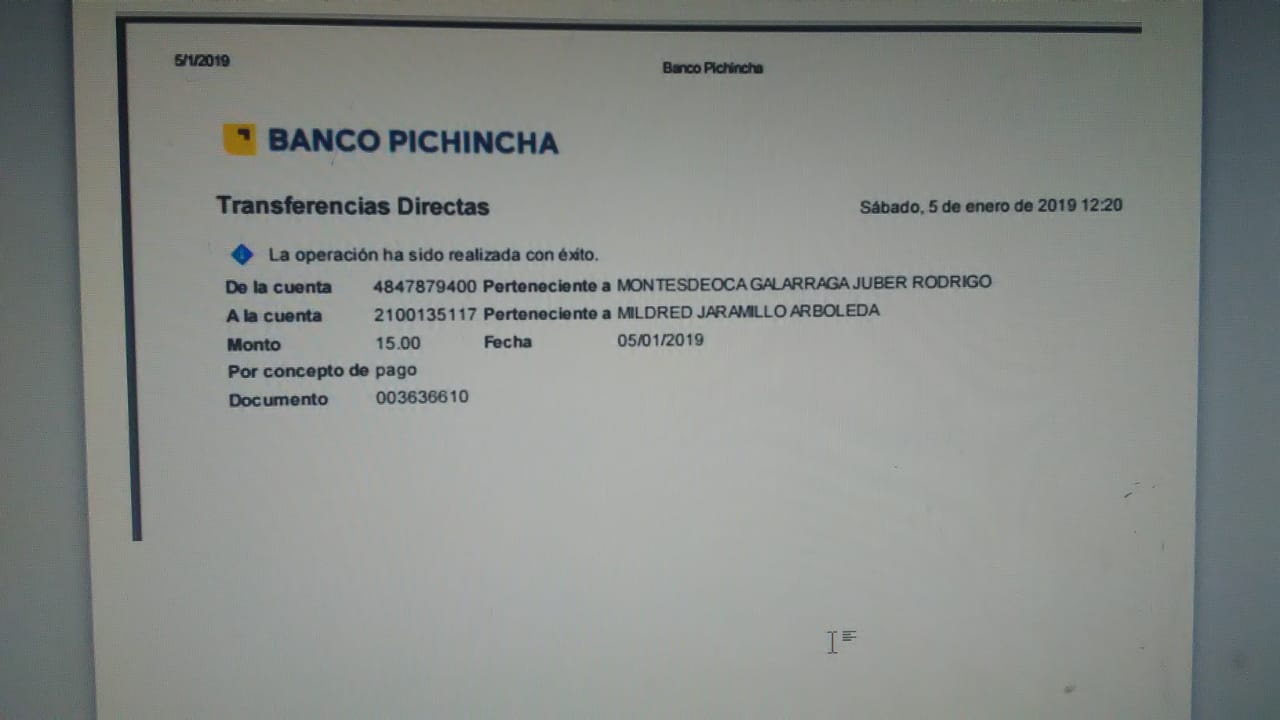 5/1/2019 Banco Pichincha
BANCO PICHINCHA
Transferencias Directas Sábado, 5 de enero de 2019 12:20
La operación ha sido realizada con éxito.
De la cuenta 4847879400 Perteneciente a MONTESDEOCA GALARRAGA JUBER RODRIGO
A la cuenta 2100135117 Perteneciente a MILDRED JARAMILLO ARBOLEDA
Monto 15.00 Fecha 05/01/2019
Por concepto de pago
Documento 003636610